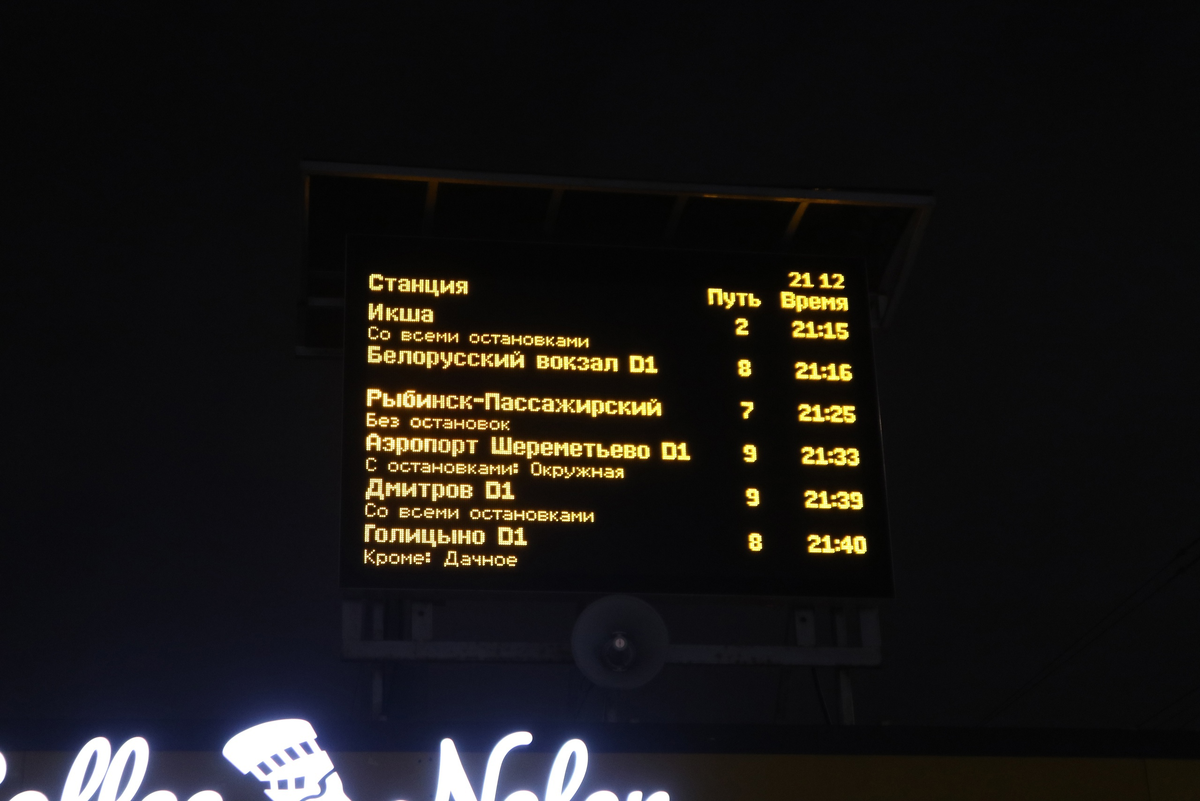 21 12
Станция Путь Время
Икша 2 21:15
Со всеми остановками
Белорусский вокзал D1 8 21:16
Рыбинск-Пассажирский 7 21:25
Без остановок
Аэропорт Шереметьево D1 9 21:33
С остановками: Окружная
Дмитров D1 9 21:39
Со всеми остановками
Голицыно D1 8 21:40
Кроме: Дачное